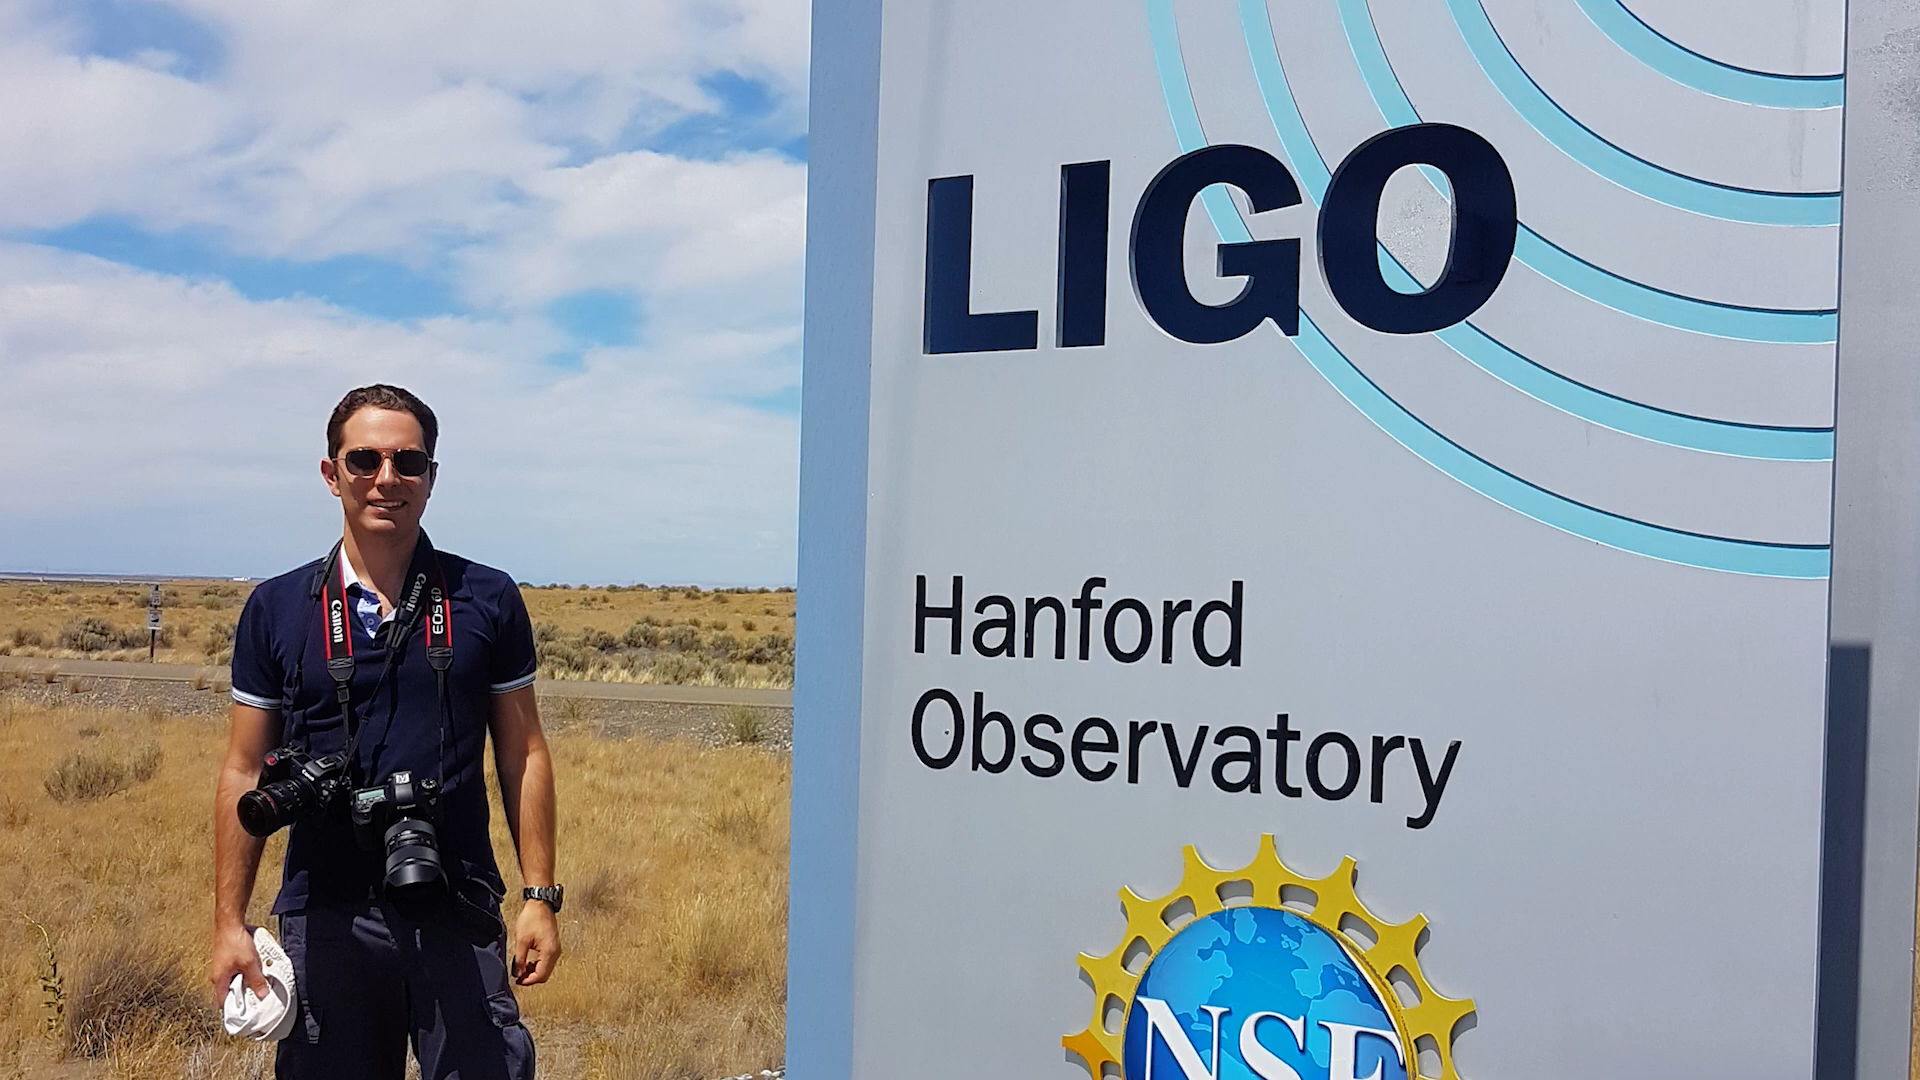 LIGO
Hanford
Observatory
NSF
Canon
Canon
EOS 6D